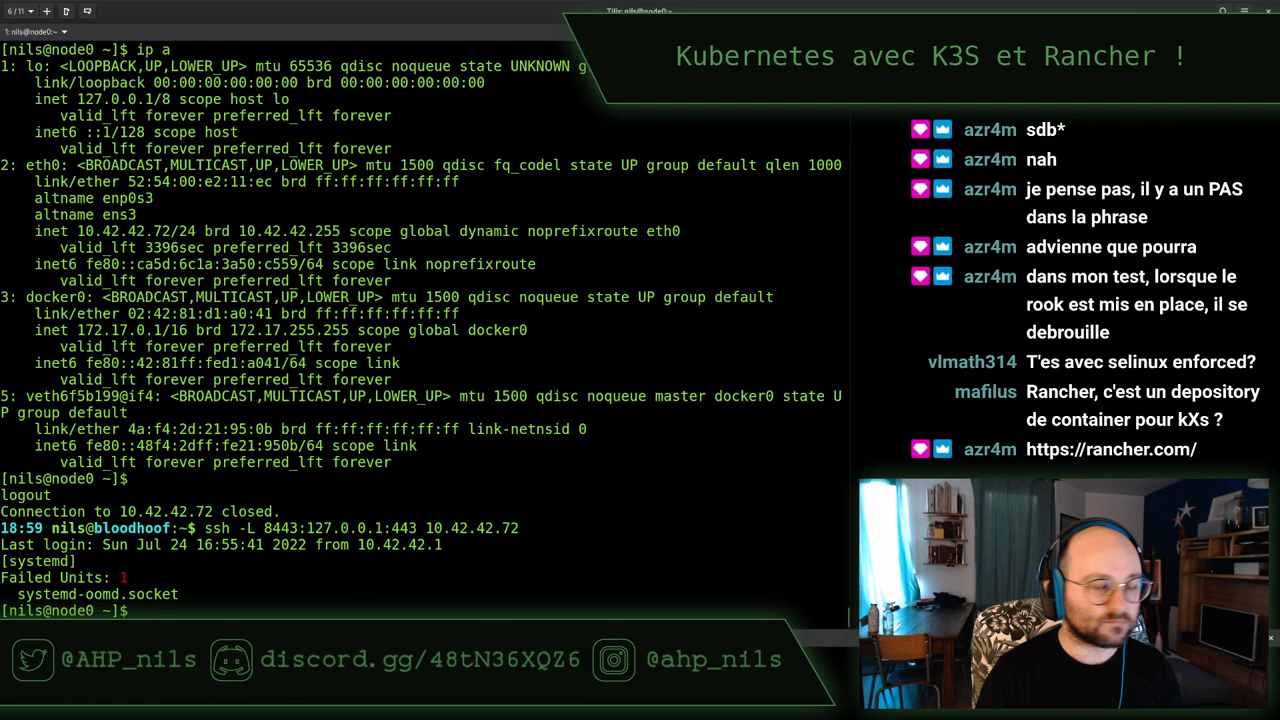 6 / 11
Tilix: nils@node0:~
1: nils@node0:~
Kubernetes avec K3S et Rancher !
[nils@node0 ~]$ ip a
1: lo: <LOOPBACK,UP,LOWER_UP> mtu 65536 qdisc noqueue state UNKNOWN g
    link/loopback 00:00:00:00:00:00 brd 00:00:00:00:00:00
    inet 127.0.0.1/8 scope host lo
       valid_lft forever preferred_lft forever
    inet6 ::1/128 scope host
       valid_lft forever preferred_lft forever
2: eth0: <BROADCAST,MULTICAST,UP,LOWER_UP> mtu 1500 qdisc fq_codel state UP group default qlen 1000
    link/ether 52:54:00:e2:11:ec brd ff:ff:ff:ff:ff:ff
    altname enp0s3
    altname ens3
    inet 10.42.42.72/24 brd 10.42.42.255 scope global dynamic noprefixroute eth0
       valid_lft 3396sec preferred_lft 3396sec
    inet6 fe80::ca5d:6c1a:3a50:c559/64 scope link noprefixroute
       valid_lft forever preferred_lft forever
3: docker0: <BROADCAST,MULTICAST,UP,LOWER_UP> mtu 1500 qdisc noqueue state UP group default
    link/ether 02:42:81:d1:a0:41 brd ff:ff:ff:ff:ff:ff
    inet 172.17.0.1/16 brd 172.17.255.255 scope global docker0
       valid_lft forever preferred_lft forever
    inet6 fe80::42:81ff:fed1:a041/64 scope link
       valid_lft forever preferred_lft forever
5: veth6f5b199@if4: <BROADCAST,MULTICAST,UP,LOWER_UP> mtu 1500 qdisc noqueue master docker0 state U
P group default
    link/ether 4a:f4:2d:21:95:0b brd ff:ff:ff:ff:ff:ff link-netnsid 0
    inet6 fe80::48f4:2dff:fe21:950b/64 scope link
       valid_lft forever preferred_lft forever
[nils@node0 ~]$
logout
Connection to 10.42.42.72 closed.
18:59 nils@bloodhoof:~$ ssh -L 8443:127.0.0.1:443 10.42.42.72
Last login: Sun Jul 24 16:55:41 2022 from 10.42.42.1
[systemd]
Failed Units: 1
  systemd-oomd.socket
[nils@node0 ~]$
azr4m sdb*
azr4m nah
azr4m je pense pas, il y a un PAS
dans la phrase
azr4m advienne que pourra
azr4m dans mon test, lorsque le
rook est mis en place, il se
debrouille
vlmath314 T'es avec selinux enforced?
mafilus Rancher, c'est un depository
de container pour kXs ?
azr4m https://rancher.com/
@AHP_nils discord.gg/48tN36XQZ6 @ahp_nils